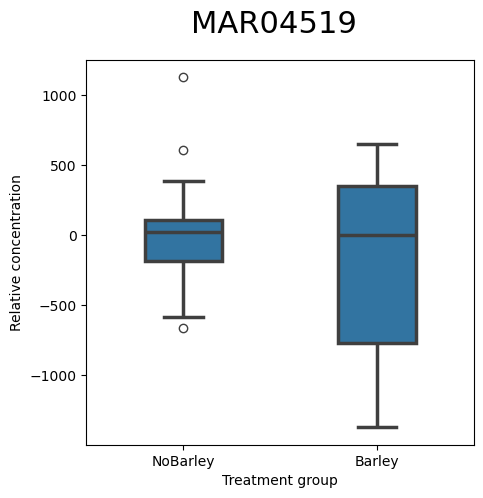 MAR04519
1000
500
0
−500
−1000
Relative concentration
NoBarley
Barley
Treatment group